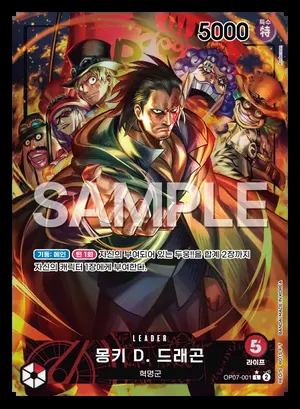 5000
특수
特
SAMPLE
기동: 메인 턴 1회 자신의 부여되어 있는 두웅!!을 합계 2장까지
자신의 캐릭터 1장에게 부여한다.
LEADER
5
라이프
몽키 D. 드래곤
혁명군
OP07-001
L
2